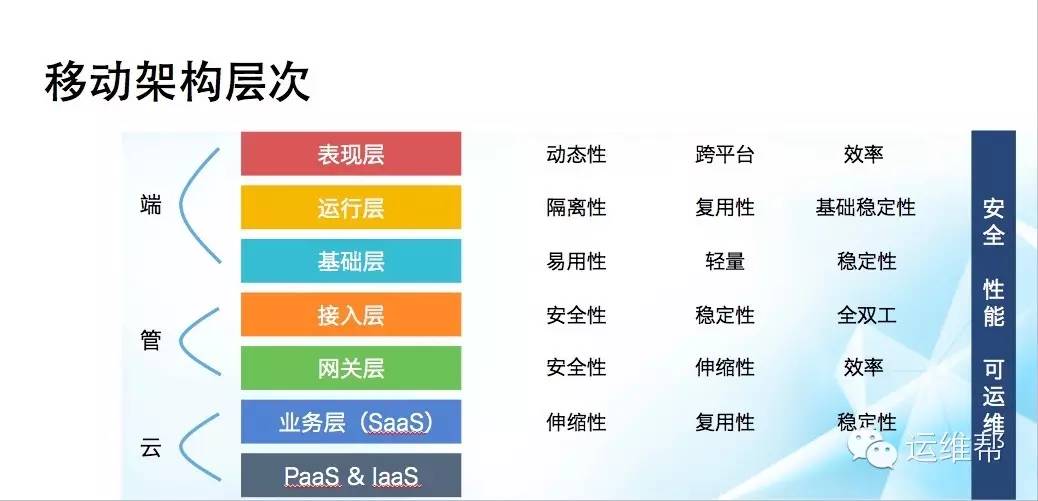 移动架构层次
端
表现层 动态性 跨平台 效率
运行层 隔离性 复用性 基础稳定性
基础层 易用性 轻量 稳定性
管
接入层 安全性 稳定性 全双工
网关层 安全性 伸缩性 效率
云
业务层（SaaS） 伸缩性 复用性 稳定性
PaaS & IaaS
安全 性能 可运维
运维帮